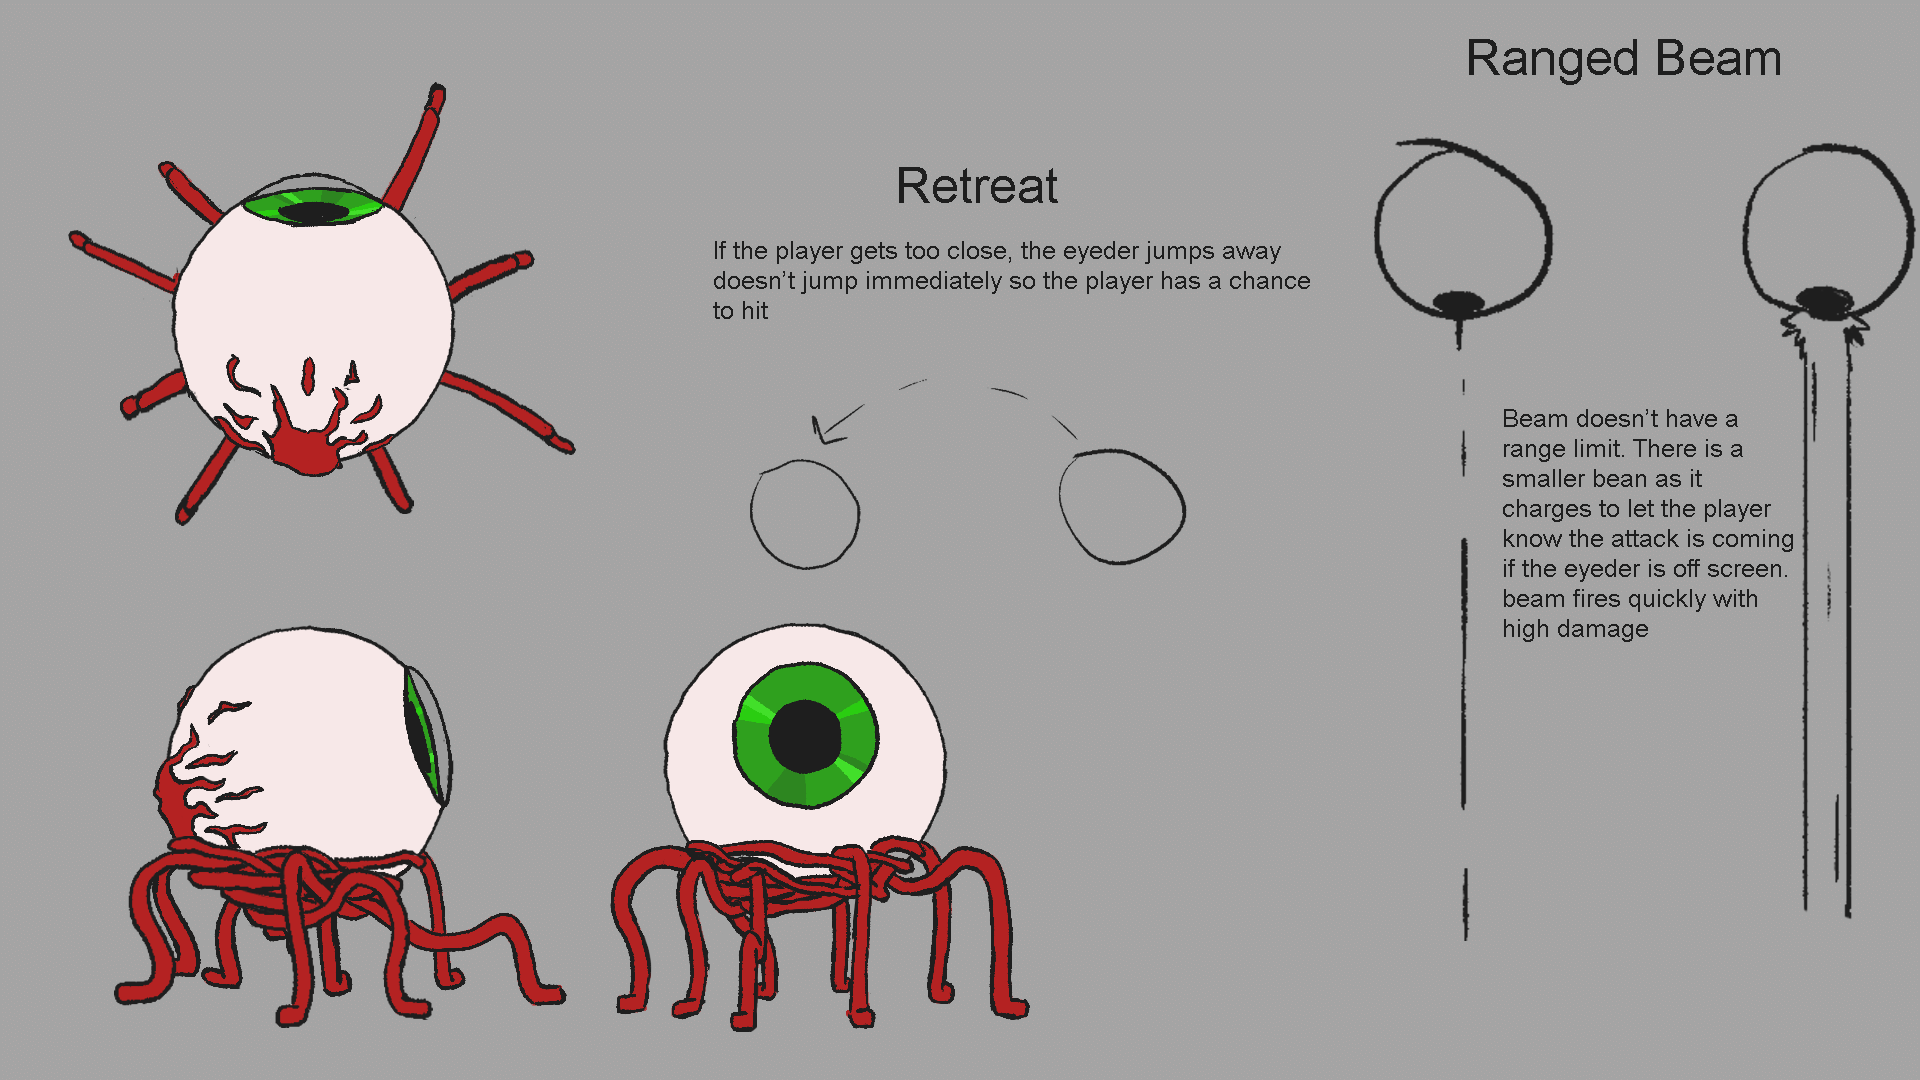 Ranged Beam
Retreat
If the player gets too close, the eyeder jumps away
doesn't jump immediately so the player has a chance
to hit
Beam doesn't have a
range limit. There is a
smaller bean as it
charges to let the player
know the attack is coming
if the eyeder is off screen.
beam fires quickly with
high damage